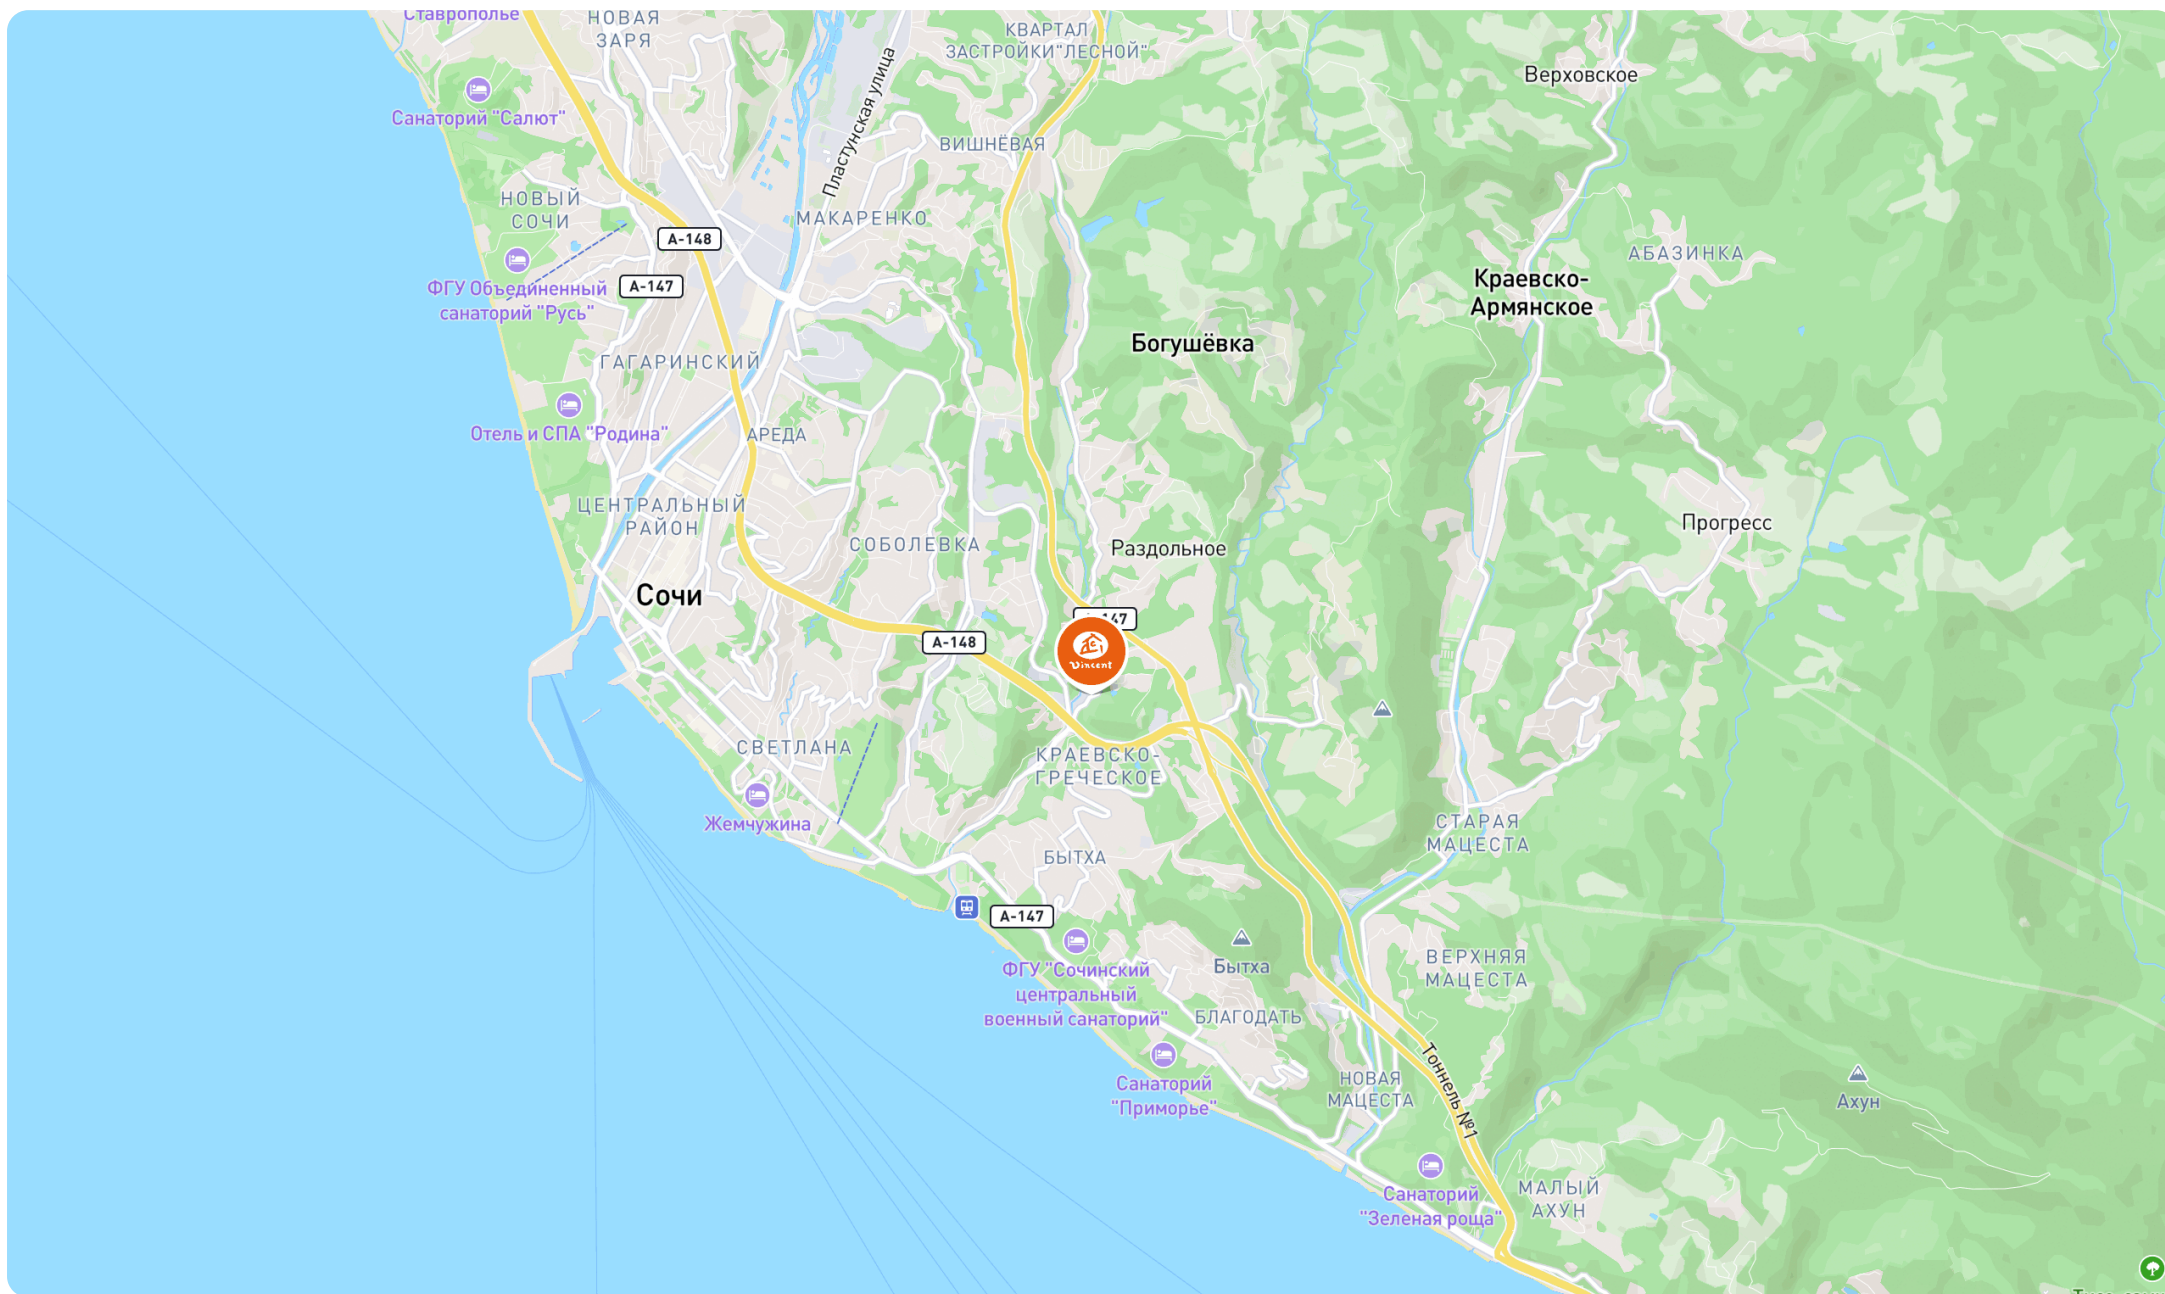 Ставрополье
НОВАЯ
ЗАРЯ
КВАРТАЛ
ЗАСТРОЙКИ"ЛЕСНОЙ"
Верховское
Санаторий "Салют"
Пластунская улица
ВИШНЁВАЯ
НОВЫЙ
СОЧИ
МАКАРЕНКО
А-148
АБАЗИНКА
А-147
ФГУ Объединенный
санаторий "Русь"
Краевско-
Армянское
Богушёвка
ГАГАРИНСКИЙ
Отель и СПА "Родина"
АРЕДА
ЦЕНТРАЛЬНЫЙ
РАЙОН
Прогресс
СОБОЛЕВКА
Раздольное
Сочи
47
А-148
Vincent
СВЕТЛАНА
КРАЕВСКО-
ГРЕЧЕСКОЕ
Жемчужина
СТАРАЯ
МАЦЕСТА
БЫТХА
А-147
ВЕРХНЯЯ
МАЦЕСТА
Бытха
ФГУ "Сочинский
центральный
военный санаторий"
БЛАГОДАТЬ
Тоннель №1
Санаторий
"Приморье"
НОВАЯ
МАЦЕСТА
Ахун
Санаторий
"Зеленая роща"
МАЛЫЙ
АХУН